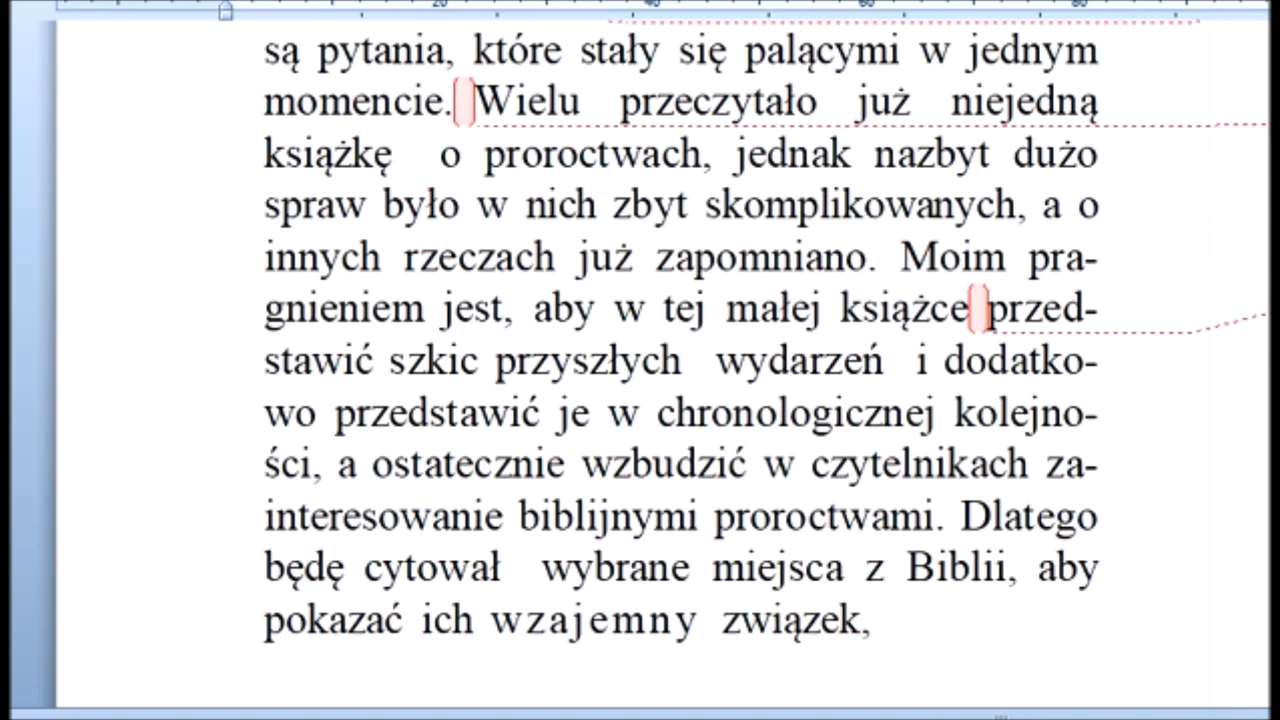 są pytania, które stały się palącymi w jednym
momencie. Wielu przeczytało już niejedną
książkę o proroctwach, jednak nazbyt dużo
spraw było w nich zbyt skomplikowanych, a o
innych rzeczach już zapomniano. Moim pra-
gnieniem jest, aby w tej małej książce przed-
stawić szkic przyszłych wydarzeń i dodatko-
wo przedstawić je w chronologicznej kolejno-
ści, a ostatecznie wzbudzić w czytelnikach za-
interesowanie biblijnymi proroctwami. Dlatego
będę cytował wybrane miejsca z Biblii, aby
pokazać ich wzajemny związek,